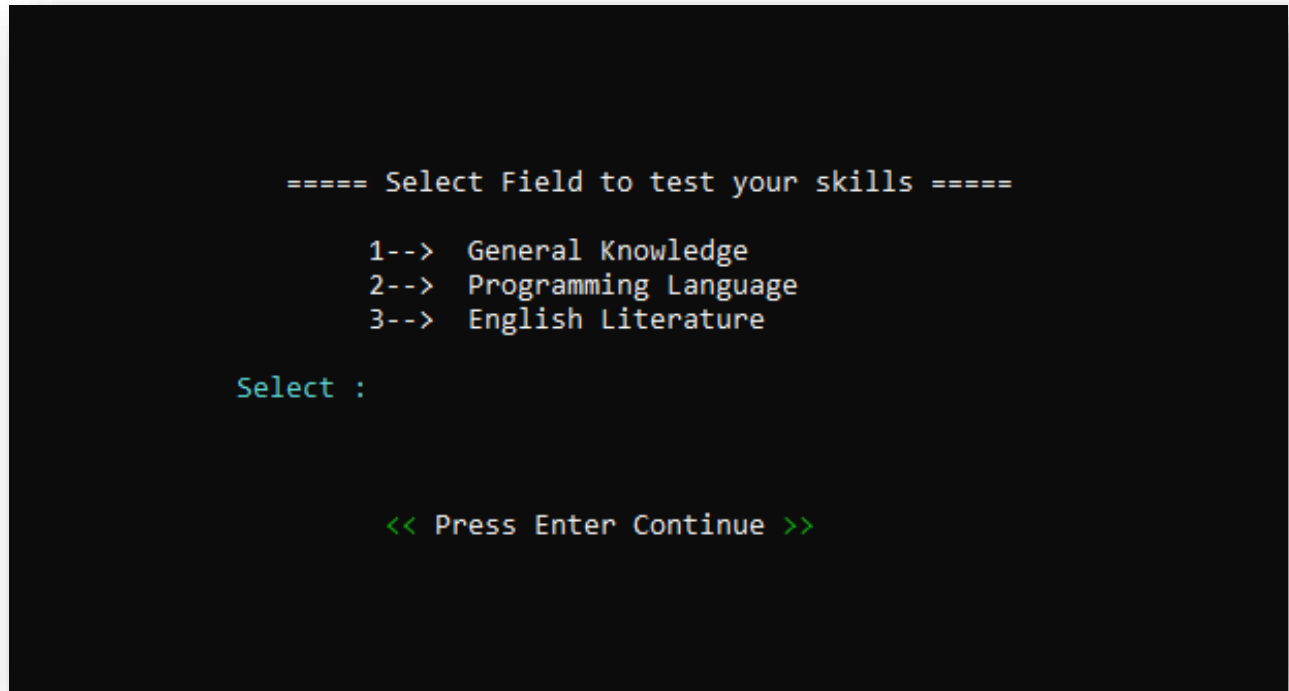 ===== Select Field to test your skills =====
1-->  General Knowledge
2-->  Programming Language
3-->  English Literature
Select :
<< Press Enter Continue >>